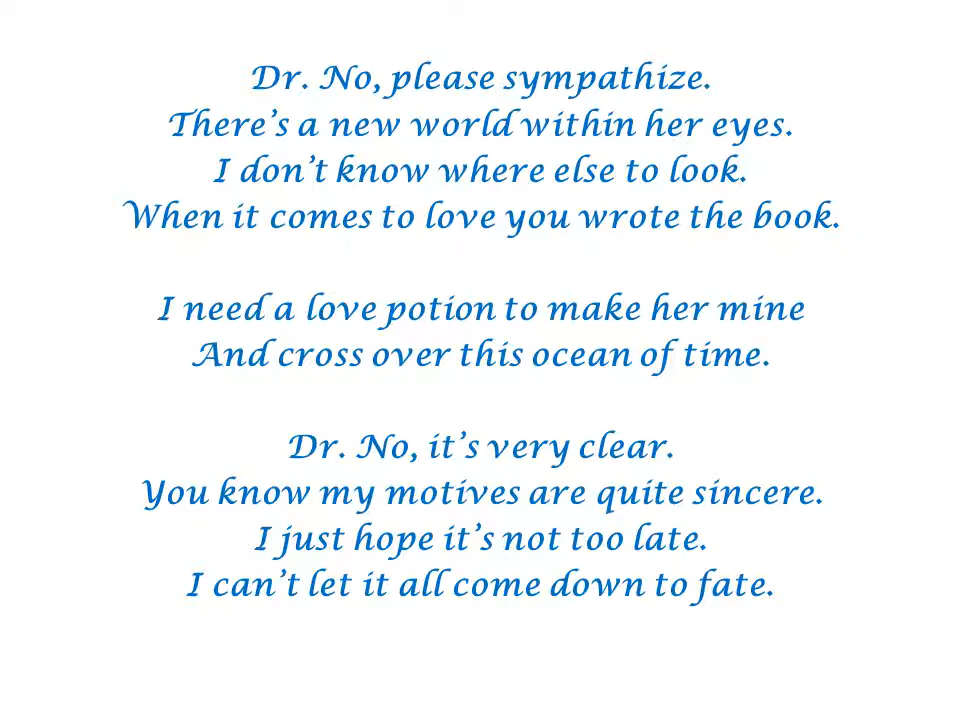 Dr. No, please sympathize.
There’s a new world within her eyes.
I don’t know where else to look.
When it comes to love you wrote the book.
I need a love potion to make her mine
And cross over this ocean of time.
Dr. No, it’s very clear.
You know my motives are quite sincere.
I just hope it’s not too late.
I can’t let it all come down to fate.